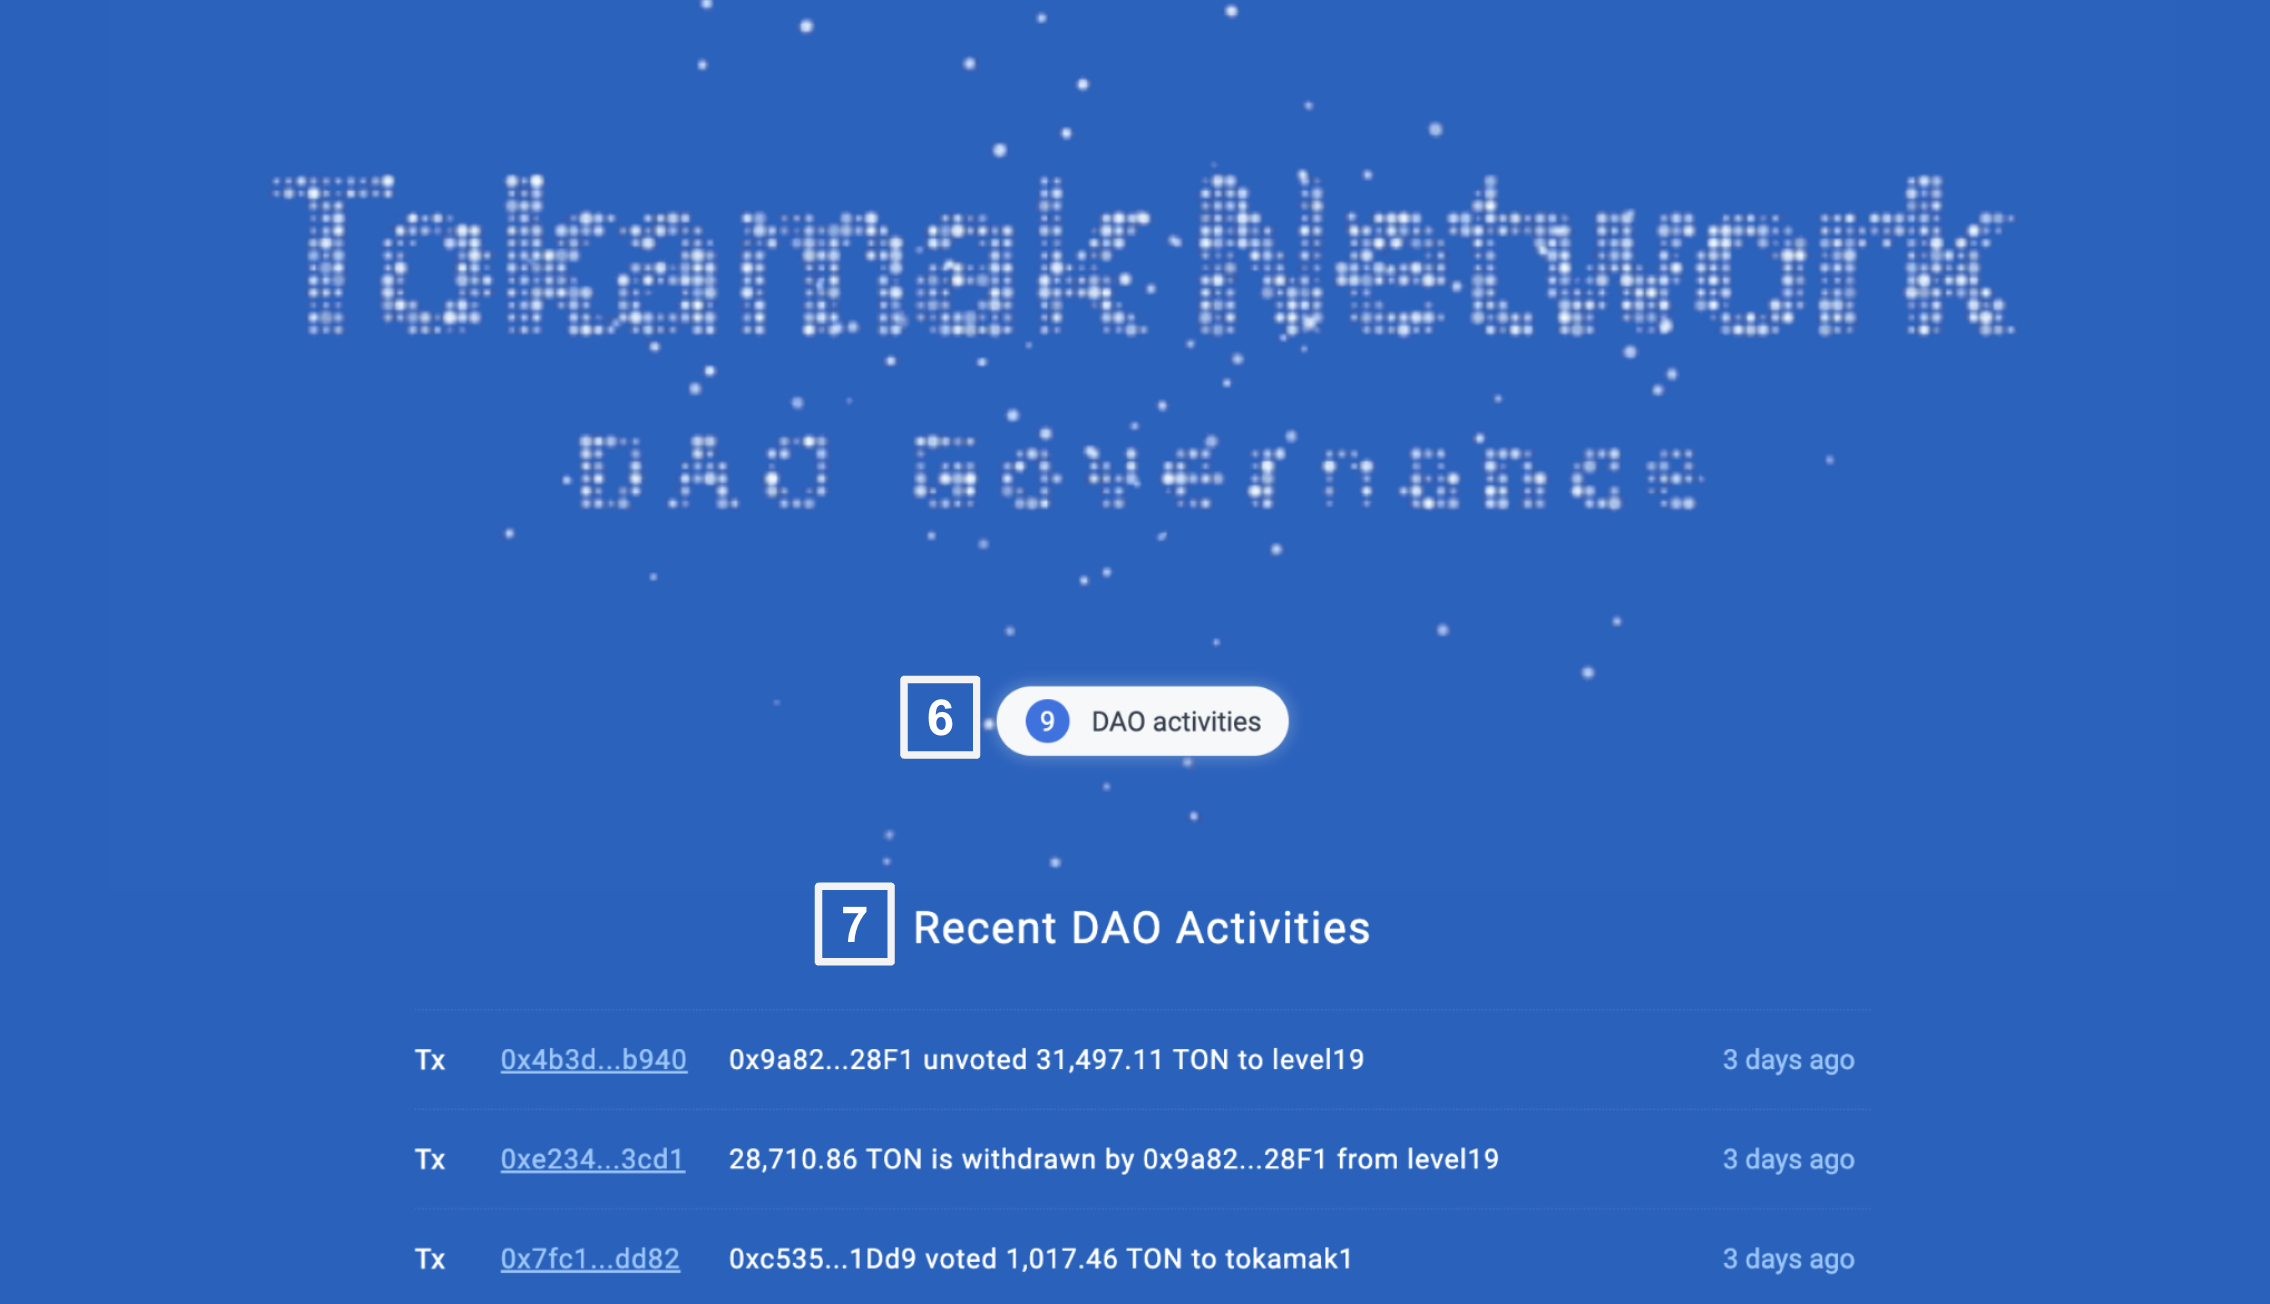 Tokamak Network
DAO Governance
6 9 DAO activities
7 Recent DAO Activities
Tx 0x4b3d...b940 0x9a82...28F1 unvoted 31,497.11 TON to level19 3 days ago
Tx 0xe234...3cd1 28,710.86 TON is withdrawn by 0x9a82...28F1 from level19 3 days ago
Tx 0x7fc1...dd82 0xc535...1Dd9 voted 1,017.46 TON to tokamak1 3 days ago